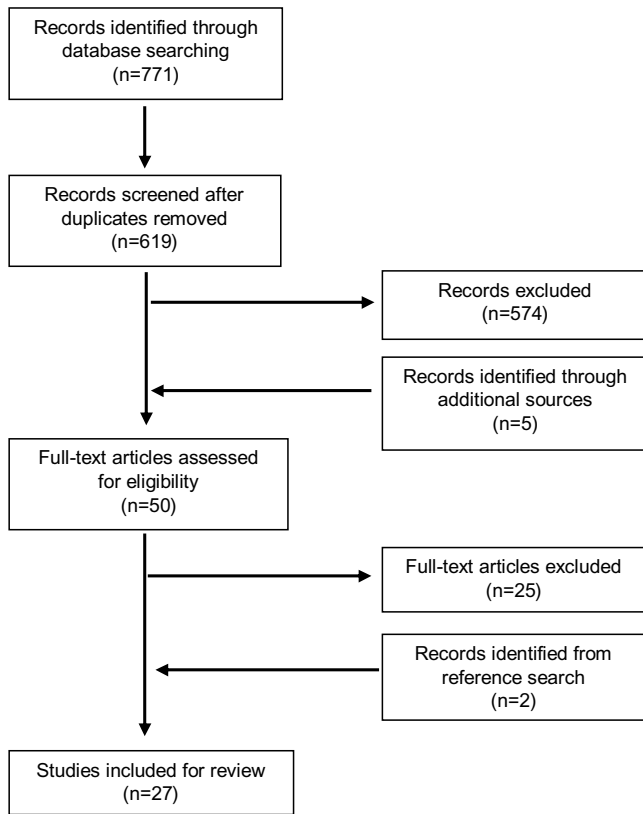 Records identified through
database searching
(n=771)
Records screened after
duplicates removed
(n=619)
Records excluded
(n=574)
Records identified through
additional sources
(n=5)
Full-text articles assessed
for eligibility
(n=50)
Full-text articles excluded
(n=25)
Records identified from
reference search
(n=2)
Studies included for review
(n=27)